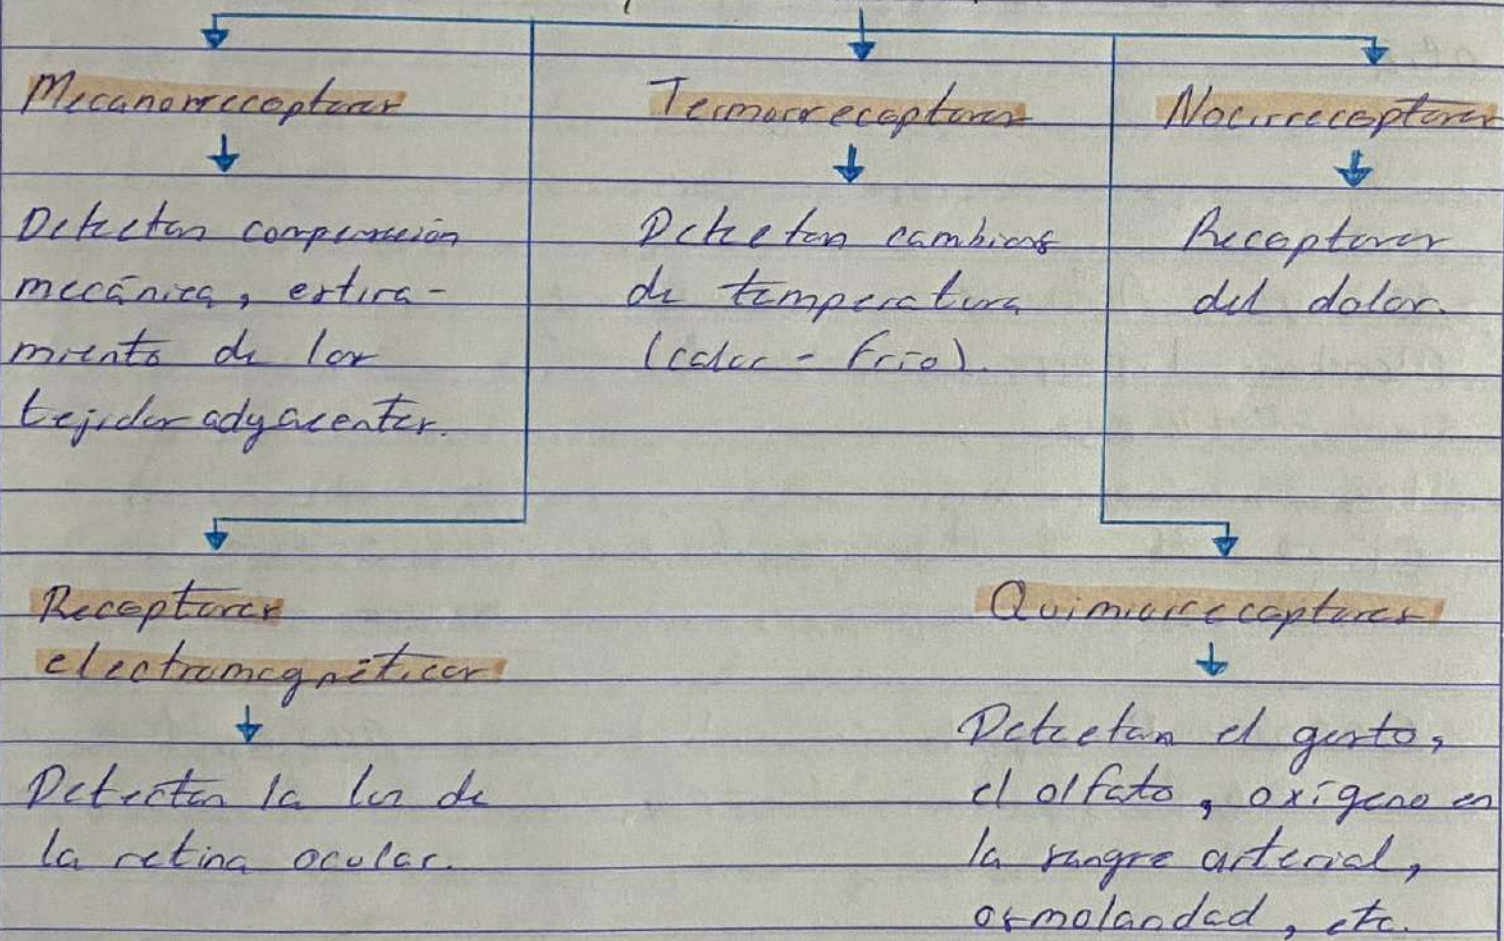 Mecanorreceptores
Detectan compensión
mecánica, estira-
miento de los
tejidos adyacentes.
Termorreceptores
Detectan cambios
de temperatura
(calor - frío).
Nocirreceptores
Receptores
del dolor.
Receptores
electromagnéticos
Detectan la luz de
la retina ocular.
Quimiorreceptores
Detectan el gusto,
el olfato, oxígeno en
la sangre arterial,
osmolandad, etc.